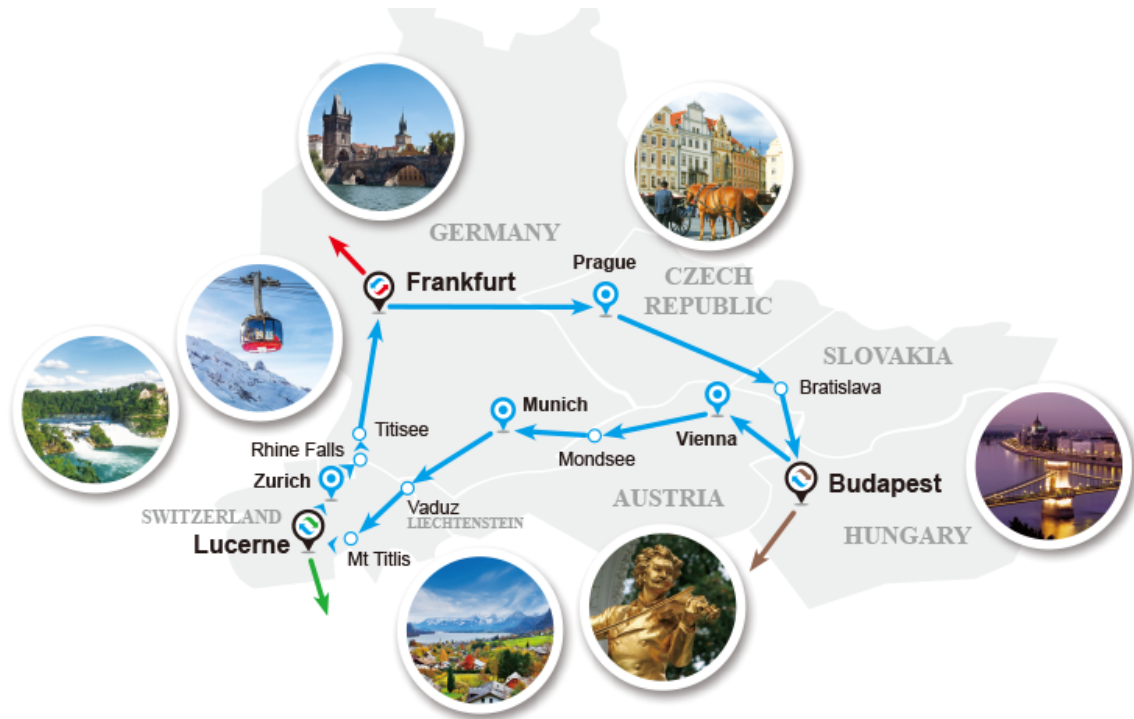 GERMANY
Frankfurt
Prague
CZECH
REPUBLIC
SLOVAKIA
Bratislava
Munich
Vienna
Mondsee
Titisee
Rhine Falls
Zurich
SWITZERLAND
Lucerne
Vaduz
LIECHTENSTEIN
Mt Titlis
AUSTRIA
Budapest
HUNGARY